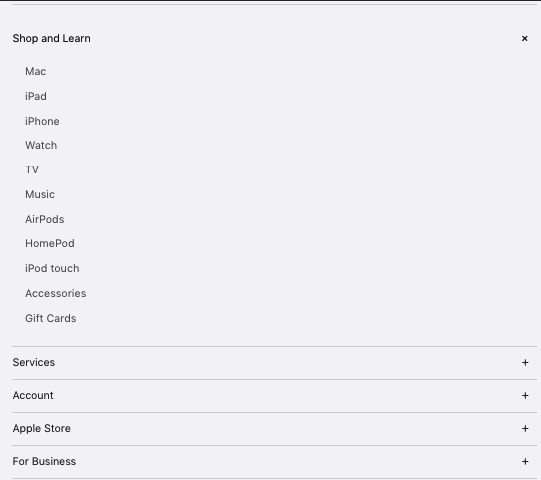 Shop and Learn
Mac
iPad
iPhone
Watch
TV
Music
AirPods
HomePod
iPod touch
Accessories
Gift Cards
Services
Account
Apple Store
For Business